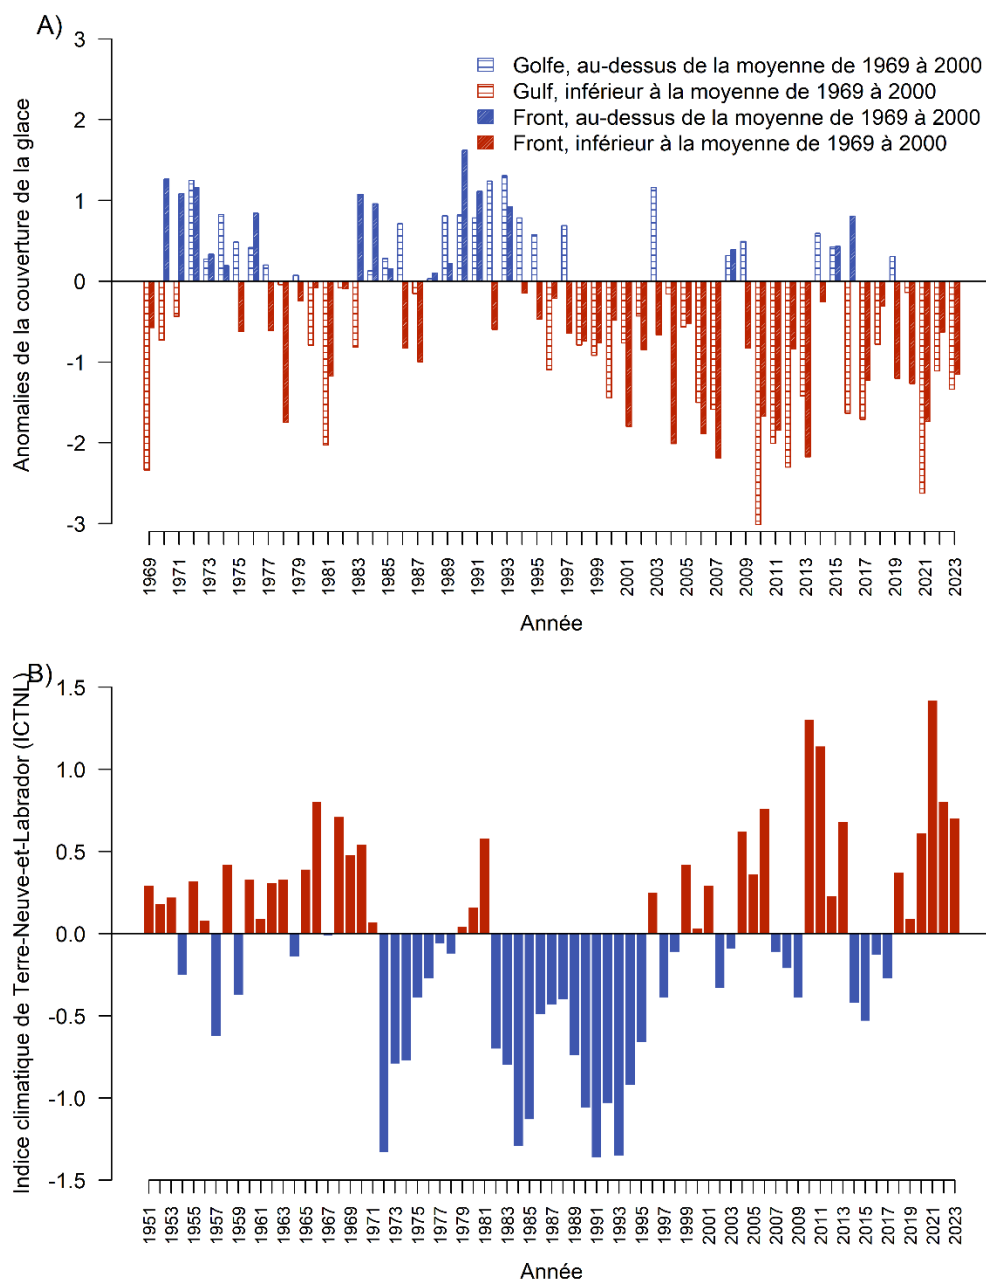 A)
Anomalies de la couverture de la glace
3
2
1
0
-1
-2
-3
Golfe, au-dessus de la moyenne de 1969 à 2000
Gulf, inférieur à la moyenne de 1969 à 2000
Front, au-dessus de la moyenne de 1969 à 2000
Front, inférieur à la moyenne de 1969 à 2000
1969 1971 1973 1975 1977 1979 1981 1983 1985 1987 1989 1991 1993 1995 1997 1999 2001 2003 2005 2007 2009 2011 2013 2015 2017 2019 2021 2023
Année
B)
Indice climatique de Terre-Neuve-et-Labrador (ICTNL)
1.5
1.0
0.5
0.0
-0.5
-1.0
-1.5
1951 1953 1955 1957 1959 1961 1963 1965 1967 1969 1971 1973 1975 1977 1979 1981 1983 1985 1987 1989 1991 1993 1995 1997 1999 2001 2003 2005 2007 2009 2011 2013 2015 2017 2019 2021 2023
Année